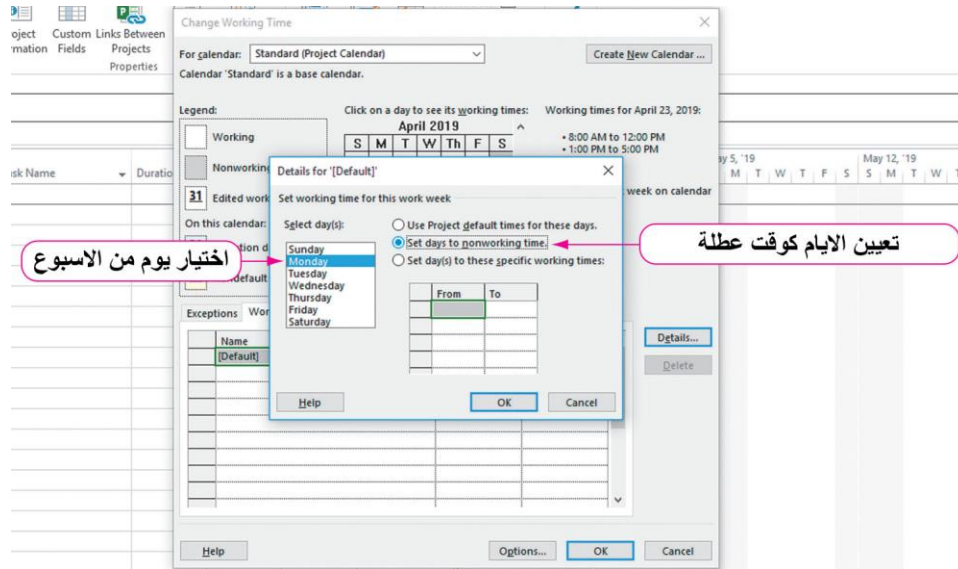 Custom Links Between
Fields Projects
Properties
Change Working Time
For calendar: Standard (Project Calendar)
Create New Calendar ...
Calendar 'Standard' is a base calendar.
Legend:
Click on a day to see its working times:
Working times for April 23, 2019:
Working
April 2019
S M T W Th F S
• 8:00 AM to 12:00 PM
• 1:00 PM to 5:00 PM
Nonworking
31 Edited work
week on calendar
On this calendar:
Details for '[Default]'
Set working time for this work week
Select day(s):
Sunday
Monday
Tuesday
Wednesday
Thursday
Friday
Saturday
Use Project default times for these days.
Set days to nonworking time.
Set day(s) to these specific working times:
From To
Help OK Cancel
اختيار يوم من الاسبوع
تعيين الايام كوقت عطلة
Exceptions
Name
[Default]
Details...
Delete
Help Options... OK Cancel
Name Duratio
5, '19 May 12, '19
M T W T F S S M T W